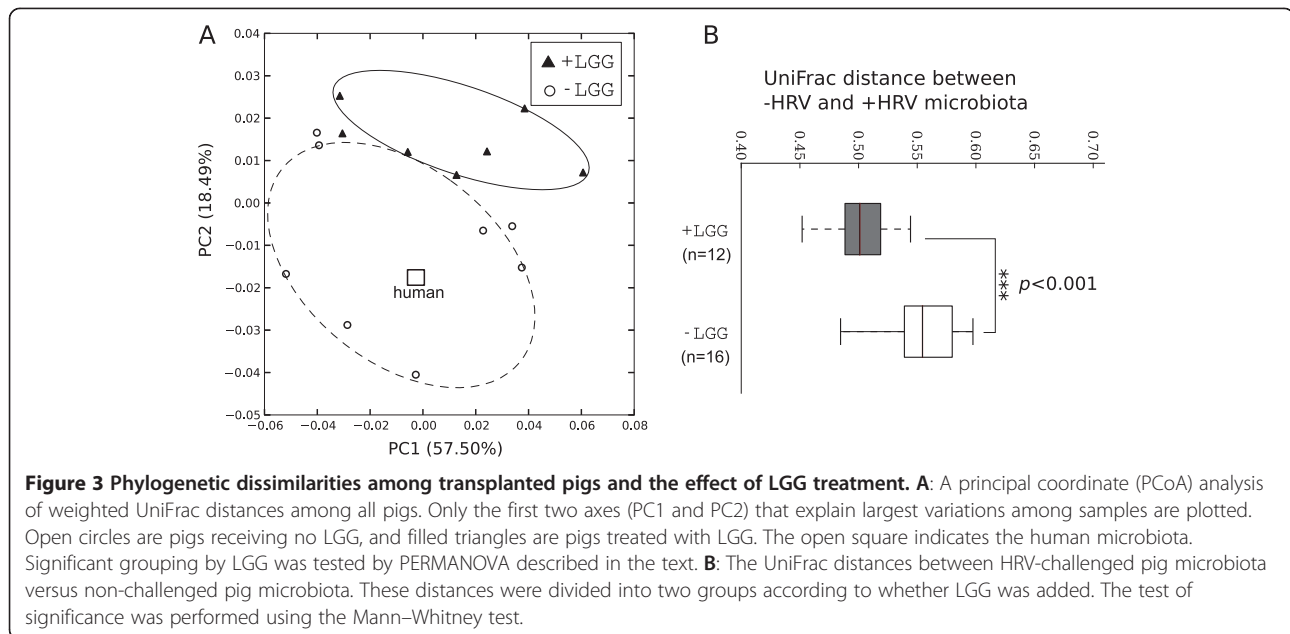 A
B
+LGG
-LGG
0.04
0.03
0.02
0.01
0.00
−0.01
−0.02
−0.03
−0.04
−0.05
PC2 (18.49%)
human
−0.06
−0.04
−0.02
0.00
0.02
0.04
0.06
0.08
PC1 (57.50%)
UniFrac distance between
-HRV and +HRV microbiota
0.40
0.45
0.50
0.55
0.60
0.65
0.70
+LGG
(n=12)
*** p<0.001
-LGG
(n=16)
Figure 3 Phylogenetic dissimilarities among transplanted pigs and the effect of LGG treatment. A: A principal coordinate (PCoA) analysis
of weighted UniFrac distances among all pigs. Only the first two axes (PC1 and PC2) that explain largest variations among samples are plotted.
Open circles are pigs receiving no LGG, and filled triangles are pigs treated with LGG. The open square indicates the human microbiota.
Significant grouping by LGG was tested by PERMANOVA described in the text. B: The UniFrac distances between HRV-challenged pig microbiota
versus non-challenged pig microbiota. These distances were divided into two groups according to whether LGG was added. The test of
significance was performed using the Mann–Whitney test.